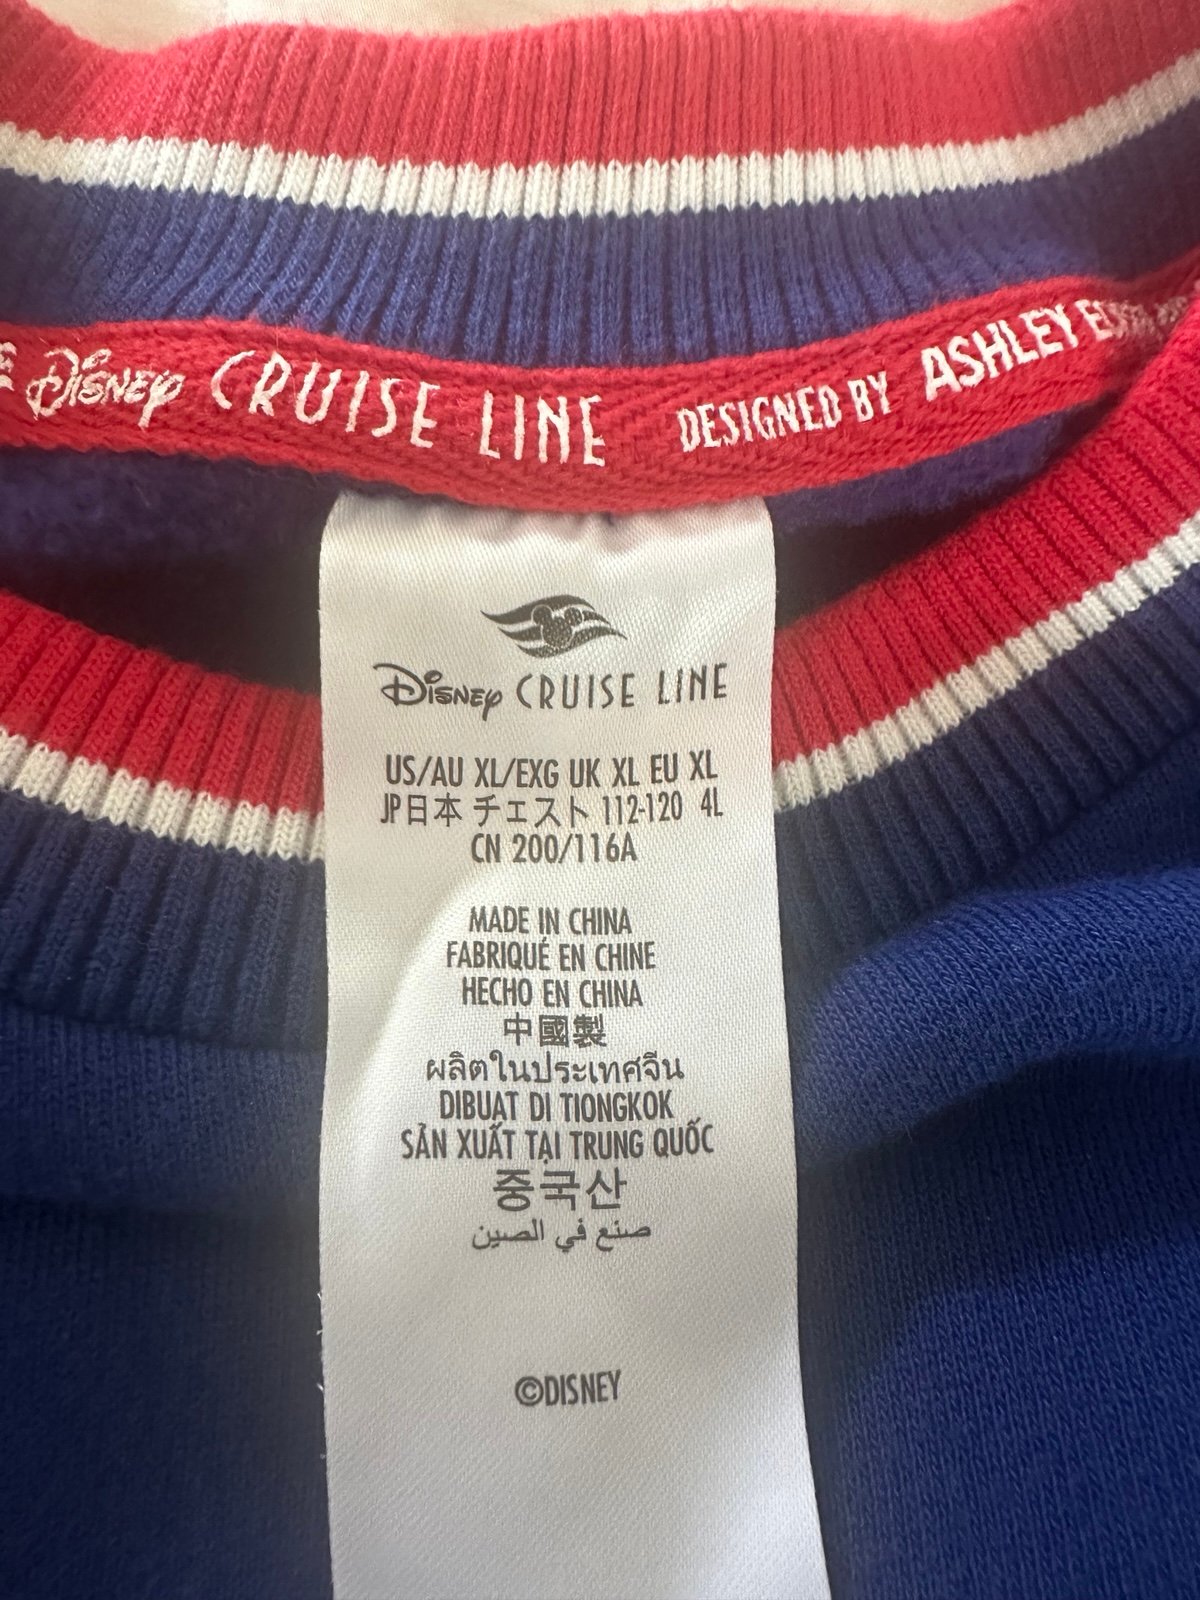 Disney CRUISE LINE DESIGNED BY ASHLEY
Disney CRUISE LINE
US/AU XL/EXG UK XL EU XL
JP日本 チェスト 112-120 4L
CN 200/116A
MADE IN CHINA
FABRIQUÉ EN CHINE
HECHO EN CHINA
中國製
ผลิตในประเทศจีน
DIBUAT DI TIONGKOK
SẢN XUẤT TẠI TRUNG QUỐC
중국산
صنع في الصين
©DISNEY